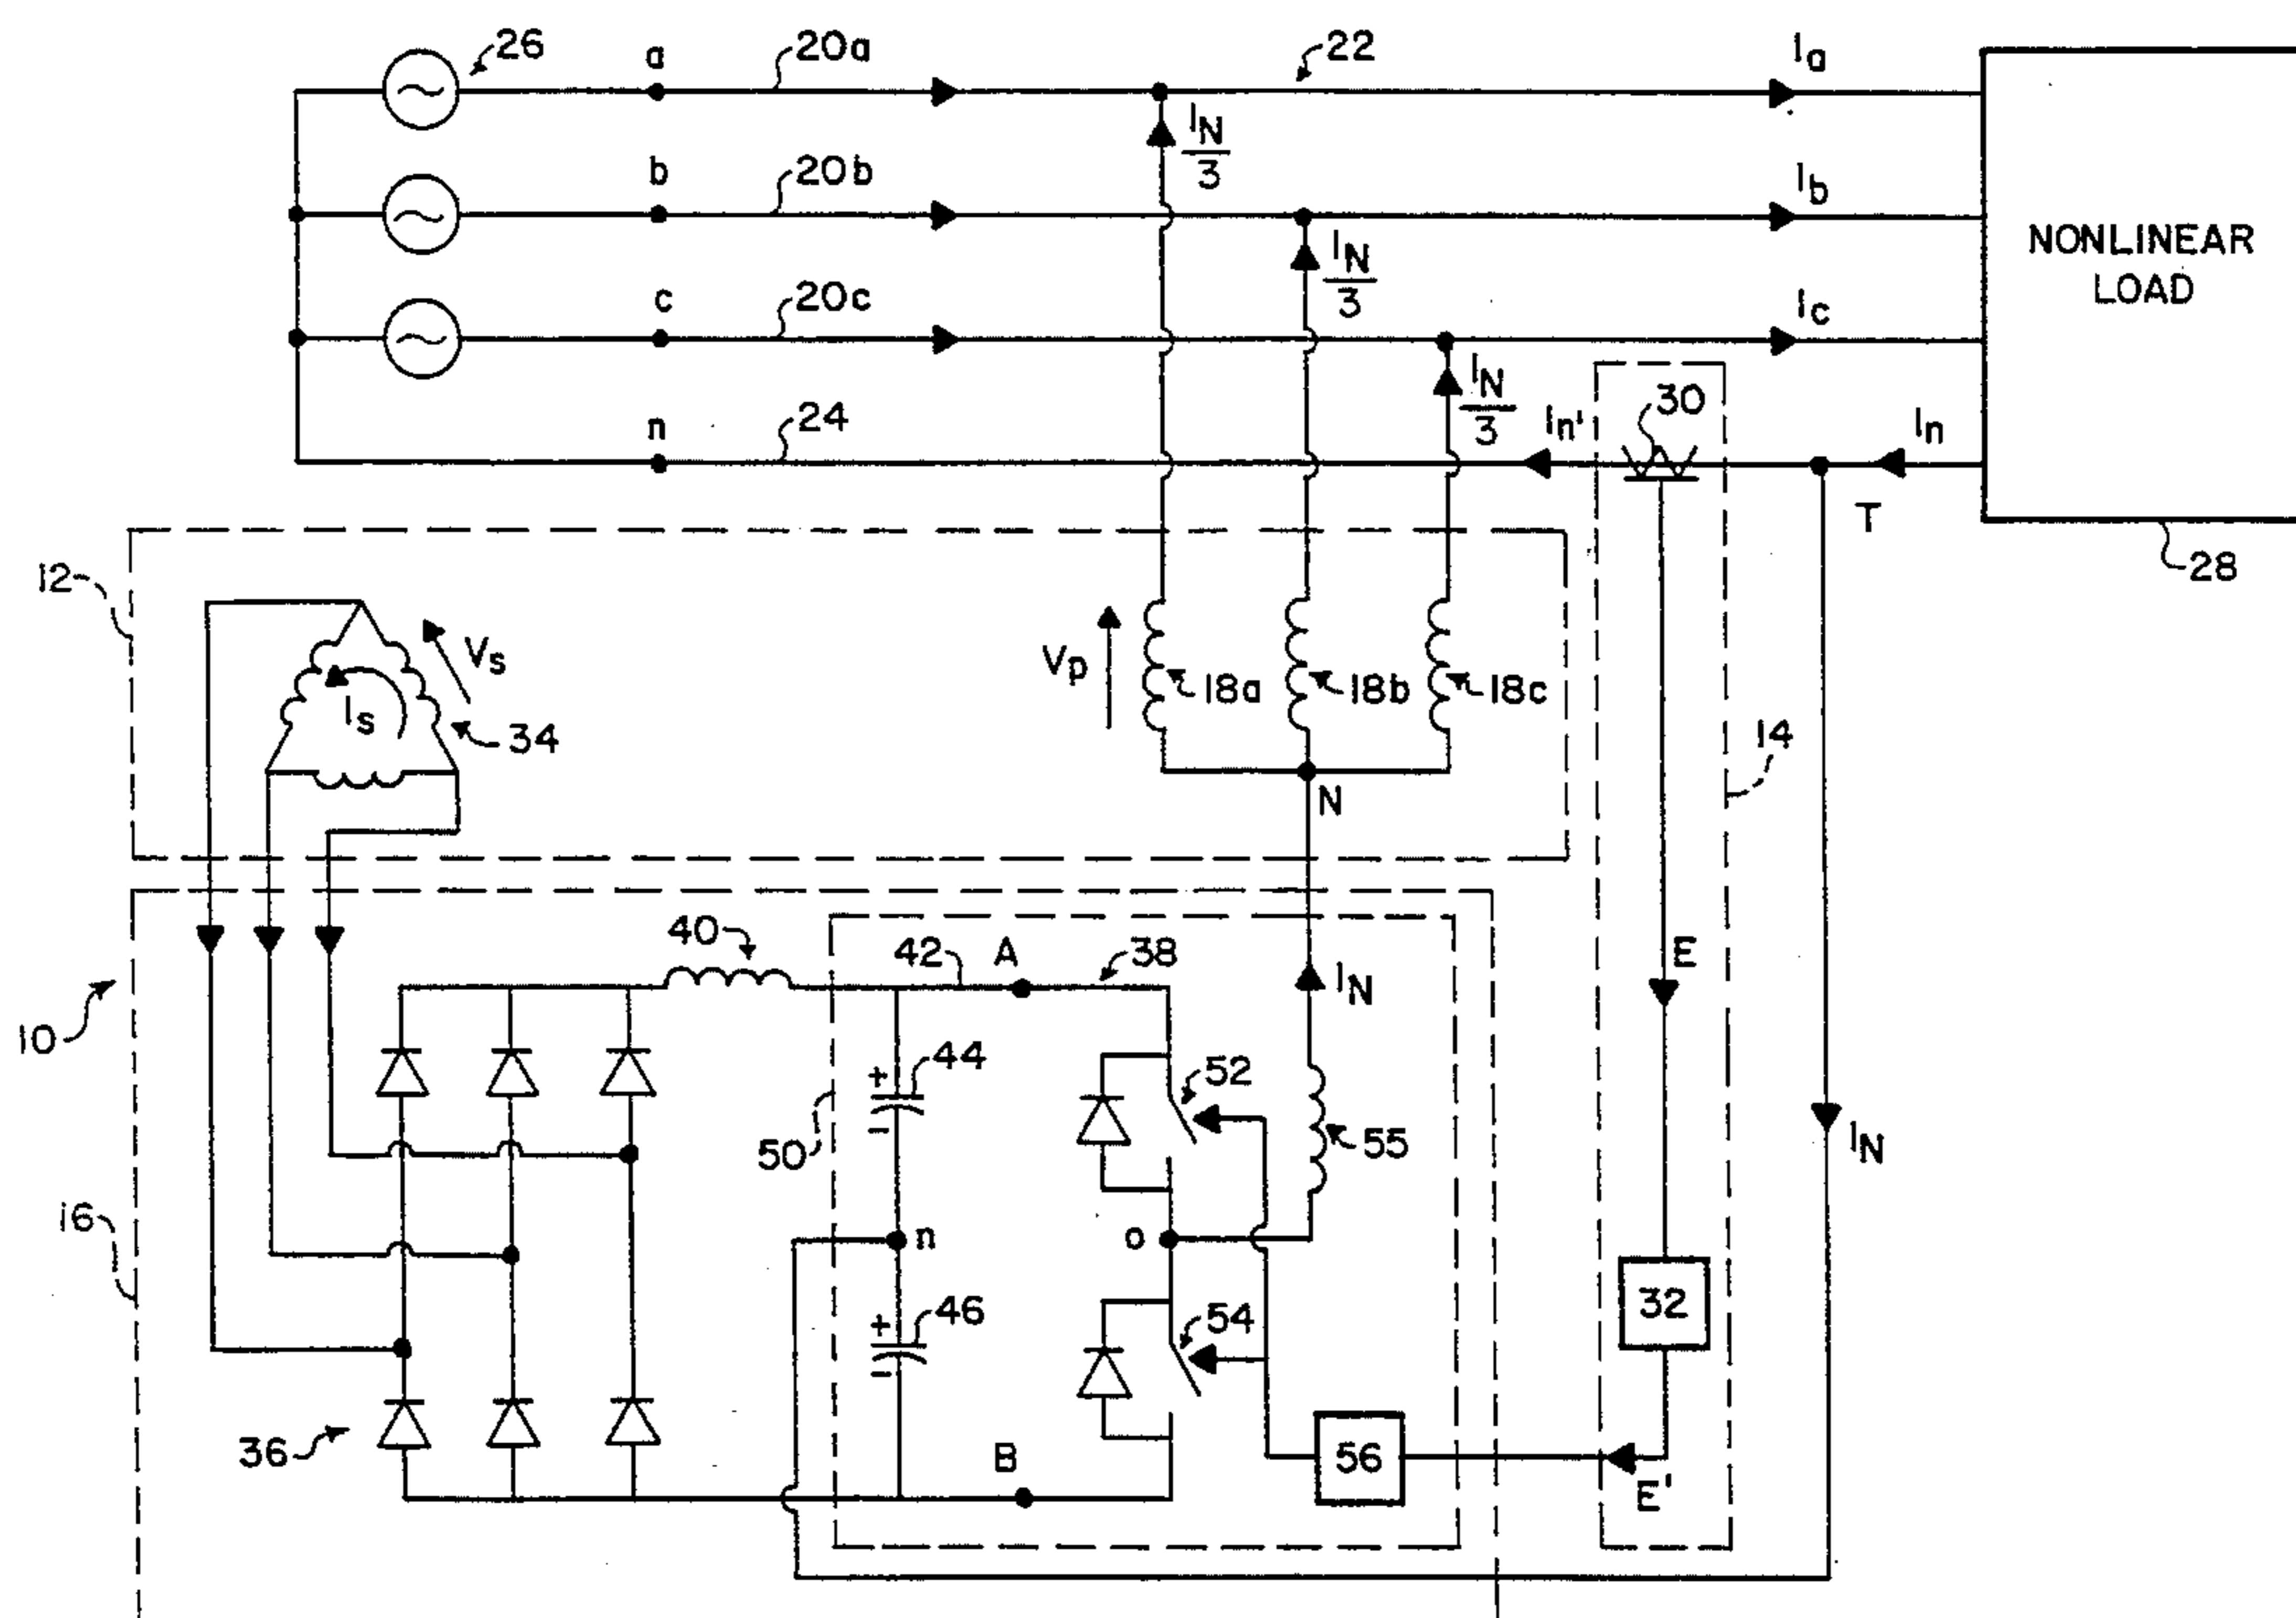 26
a
20a
22
Ia
IN
3
b
20b
Ib
IN
3
NONLINEAR
LOAD
c
20c
Ic
IN
3
n
24
In'
30
In
T
28
12
Vs
Is
34
Vp
18a
18b
18c
14
N
10
40
42
A
38
IN
E
44
+
-
50
52
55
IN
16
n
o
46
+
-
54
32
36
B
56
E'